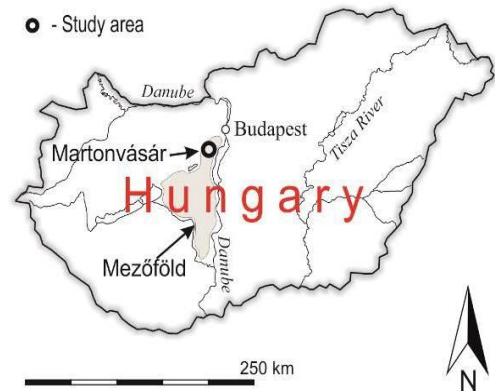 - Study area
Danube
Budapest
Tisza River
Martonvásár
Hungary
Mezőföld
Danube
250 km
N